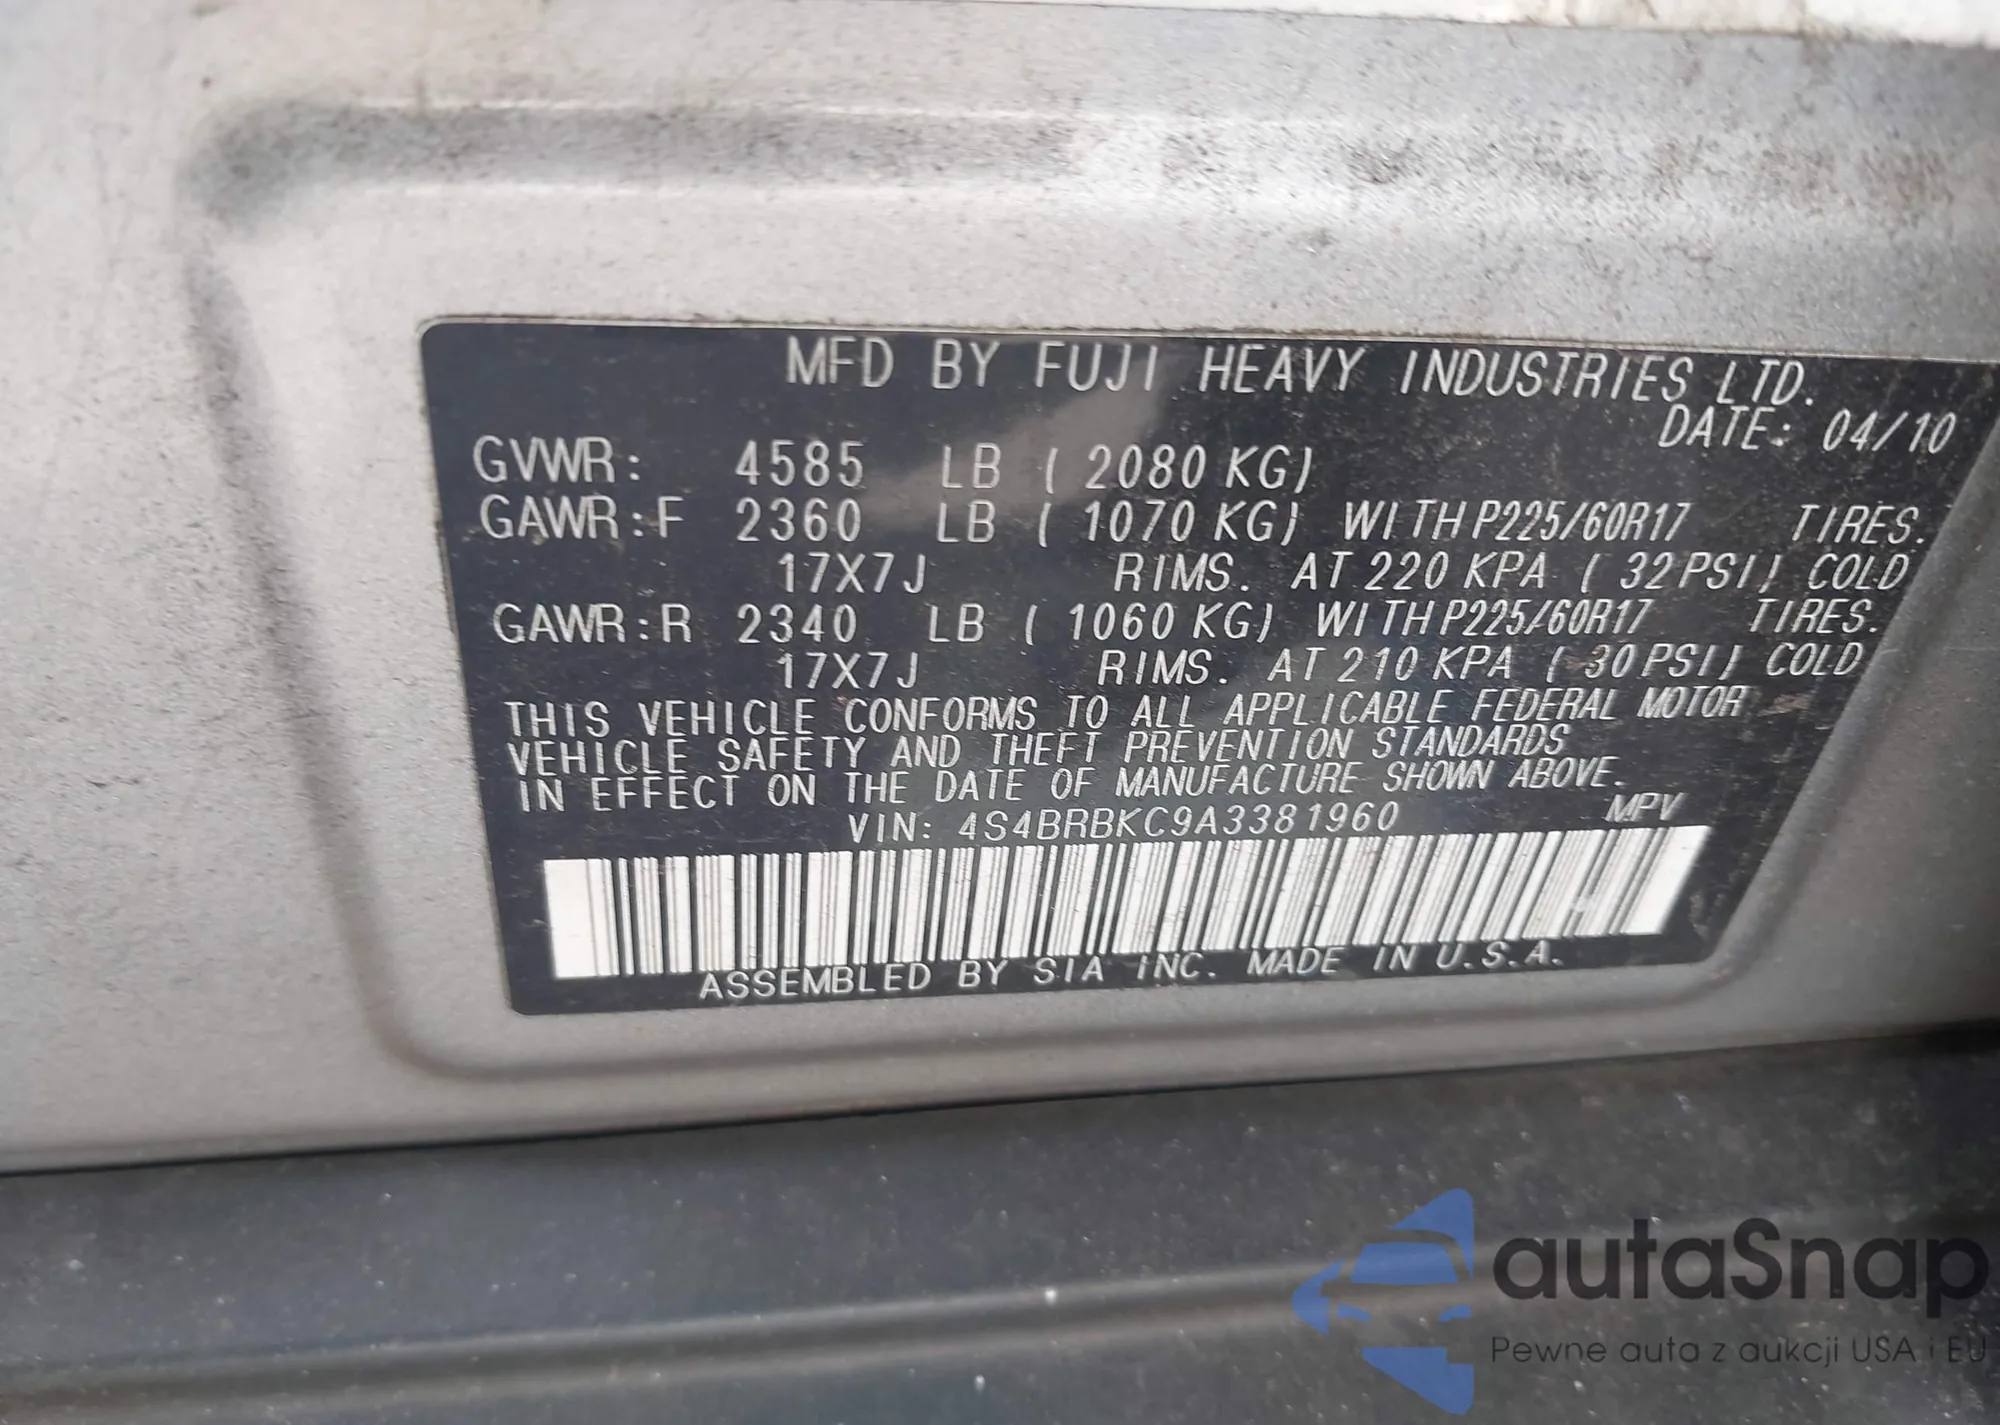 MFD BY FUJI HEAVY INDUSTRIES LTD.
DATE: 04/10
GVWR: 4585 LB ( 2080 KG)
GAWR:F 2360 LB ( 1070 KG) WITH P225/60R17 TIRES.
17X7J RIMS. AT 220 KPA ( 32 PSI) COLD
GAWR:R 2340 LB ( 1060 KG) WITH P225/60R17 TIRES.
17X7J RIMS. AT 210 KPA ( 30 PSI) COLD
THIS VEHICLE CONFORMS TO ALL APPLICABLE FEDERAL MOTOR
VEHICLE SAFETY AND THEFT PREVENTION STANDARDS
IN EFFECT ON THE DATE OF MANUFACTURE SHOWN ABOVE.
VIN: 4S4BRBKC9A3381960 MPV
ASSEMBLED BY SIA INC. MADE IN U.S.A.
autaSnap
Pewne auta z aukcji USA i EU